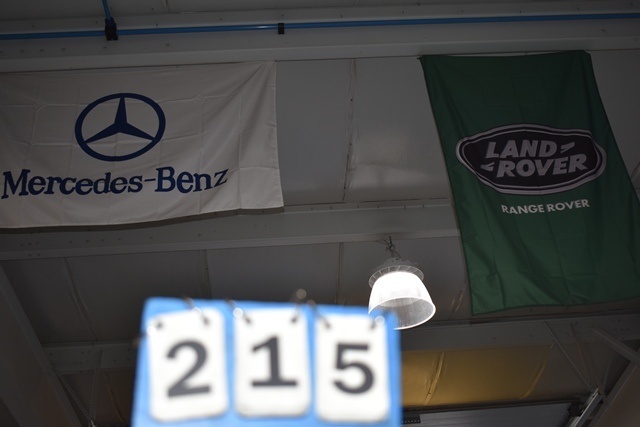 Mercedes-Benz
LAND-
-ROVER
RANGE ROVER
215